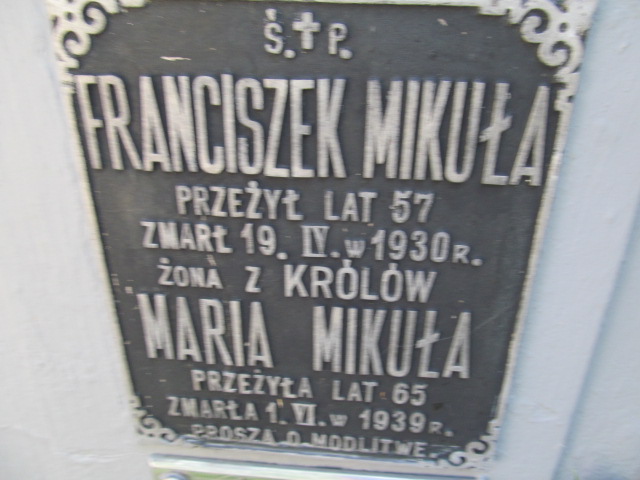 Ś.✝P.
FRANCISZEK MIKUŁA
PRZEŻYŁ LAT 57
ZMARŁ 19. IV. w 1930 R.
ŻONA Z KRÓLÓW
MARIA MIKUŁA
PRZEŻYŁA LAT 65
ZMARŁA 1. VI. w 1939 R.
PROSZĄ O MODLITWĘ.